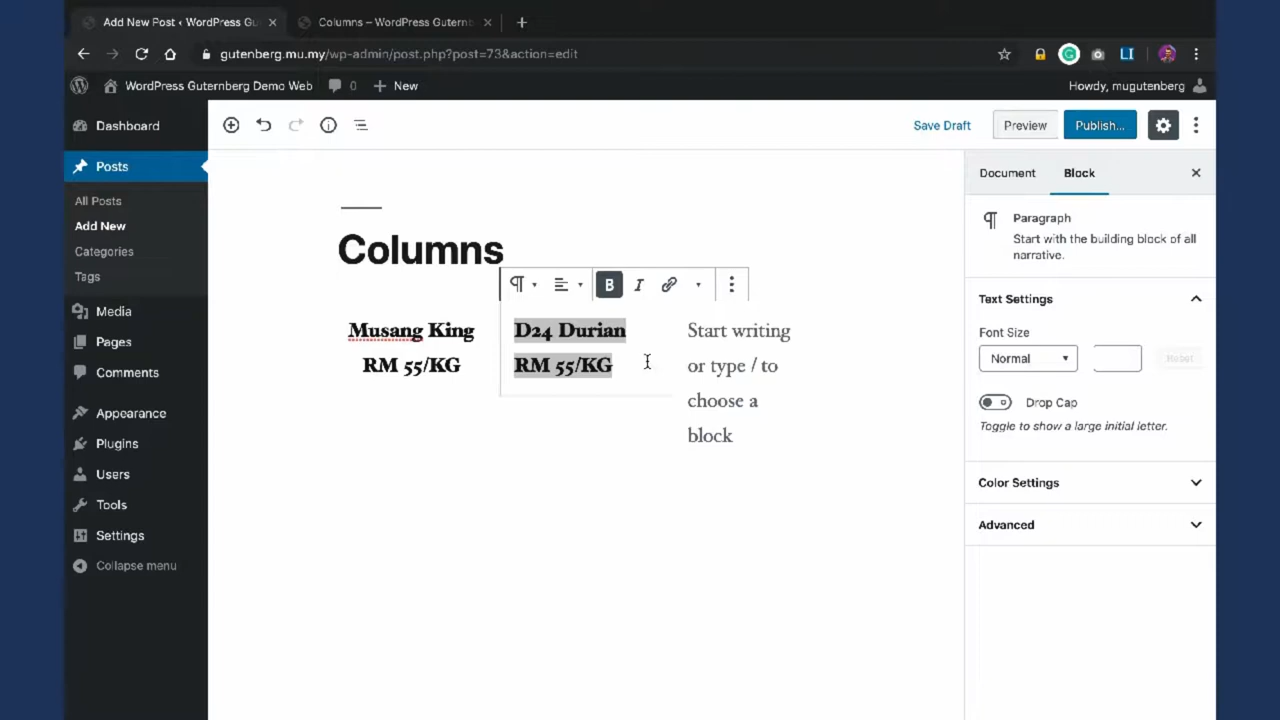 Add New Post ‹ WordPress Gu
Columns – WordPress Gutenb
gutenberg.mu.my/wp-admin/post.php?post=73&action=edit
LI
WordPress Guternberg Demo Web
0
New
Howdy, mugutenberg
Dashboard
Posts
All Posts
Add New
Categories
Tags
Media
Pages
Comments
Appearance
Plugins
Users
Tools
Settings
Collapse menu
Save Draft
Preview
Publish...
Columns
B
I
Musang King
RM 55/KG
D24 Durian
RM 55/KG
Start writing
or type / to
choose a
block
Document
Block
Paragraph
Start with the building block of all
narrative.
Text Settings
Font Size
Normal
Reset
Drop Cap
Toggle to show a large initial letter.
Color Settings
Advanced